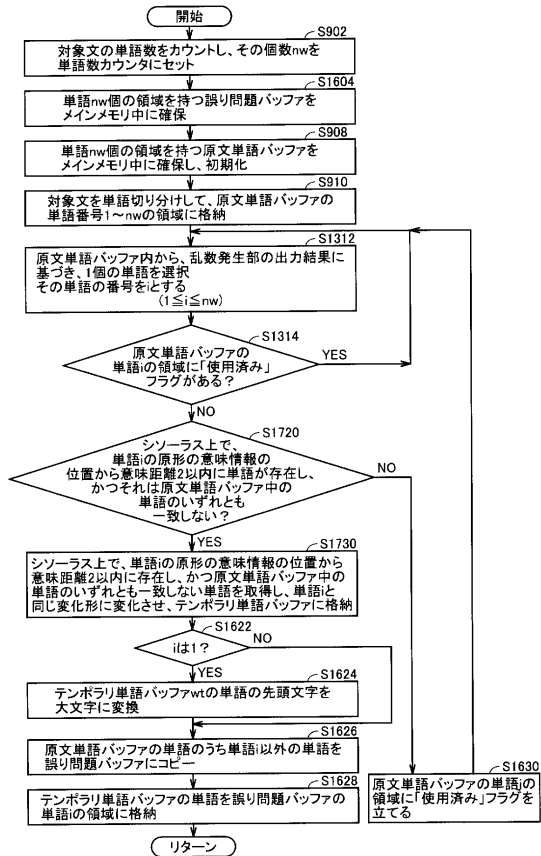 開始
S902
対象文の単語数をカウントし、その個数nwを
単語数カウンタにセット
S1604
単語nw個の領域を持つ誤り問題バッファを
メインメモリ中に確保
S908
単語nw個の領域を持つ原文単語バッファを
メインメモリ中に確保し、初期化
S910
対象文を単語切り分けして、原文単語バッファの
単語番号1～nwの領域に格納
S1312
原文単語バッファ内から、乱数発生部の出力結果に
基づき、1個の単語を選択
その単語の番号をiとする
(1≦i≦nw)
S1314
原文単語バッファの
単語iの領域に「使用済み」
フラグがある？
YES
NO
S1720
シソーラス上で、
単語iの原形の意味情報の
位置から意味距離2以内に単語が存在し、
かつそれは原文単語バッファ中の
単語のいずれとも
一致しない？
NO
YES
S1730
シソーラス上で、単語iの原形の意味情報の位置から
意味距離2以内に存在し、かつ原文単語バッファ中の
単語のいずれとも一致しない単語を取得し、単語iと
同じ変化形に変化させ、テンポラリ単語バッファに格納
S1622
iは1？
NO
YES
S1624
テンポラリ単語バッファwtの単語の先頭文字を
大文字に変換
S1626
原文単語バッファの単語のうち単語i以外の単語を
誤り問題バッファにコピー
S1628
テンポラリ単語バッファの単語を誤り問題バッファの
単語iの領域に格納
S1630
原文単語バッファの単語jの
領域に「使用済み」フラグを
立てる
リターン